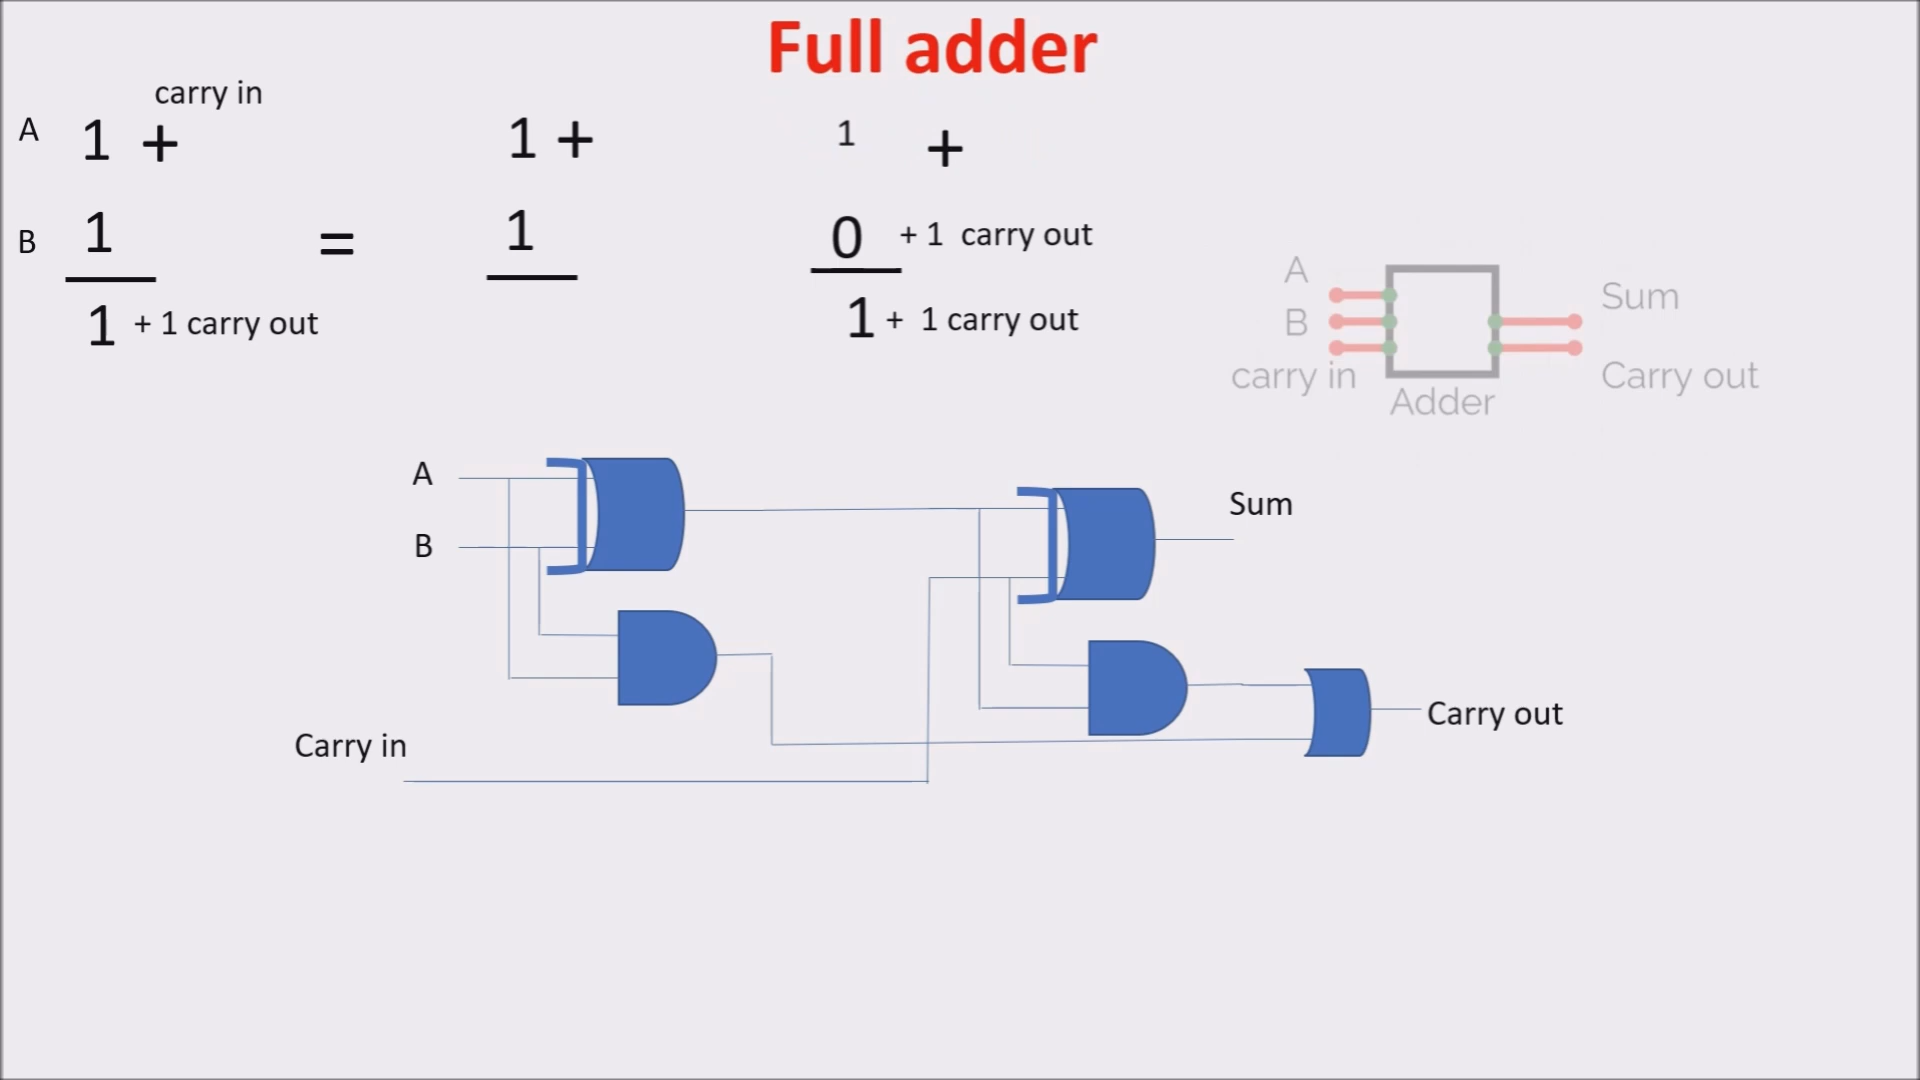 Full adder
carry in
A 1 +
B 1
1 + 1 carry out
=
1 +
1
1 +
0 + 1 carry out
1 + 1 carry out
A
B
carry in
Adder
Sum
Carry out
A
B
Carry in
Sum
Carry out